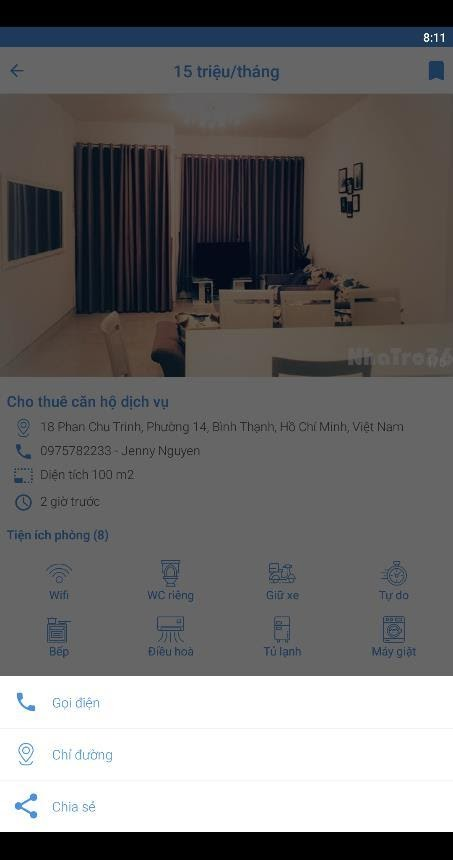 8:11
15 triệu/tháng
NhaTro36
Cho thuê căn hộ dịch vụ
18 Phan Chu Trinh, Phường 14, Bình Thạnh, Hồ Chí Minh, Việt Nam
0975782233 - Jenny Nguyen
Diện tích 100 m2
2 giờ trước
Tiện ích phòng (8)
Wifi WC riêng Giữ xe Tự do
Bếp Điều hoà Tủ lạnh Máy giặt
Gọi điện
Chỉ đường
Chia sẻ